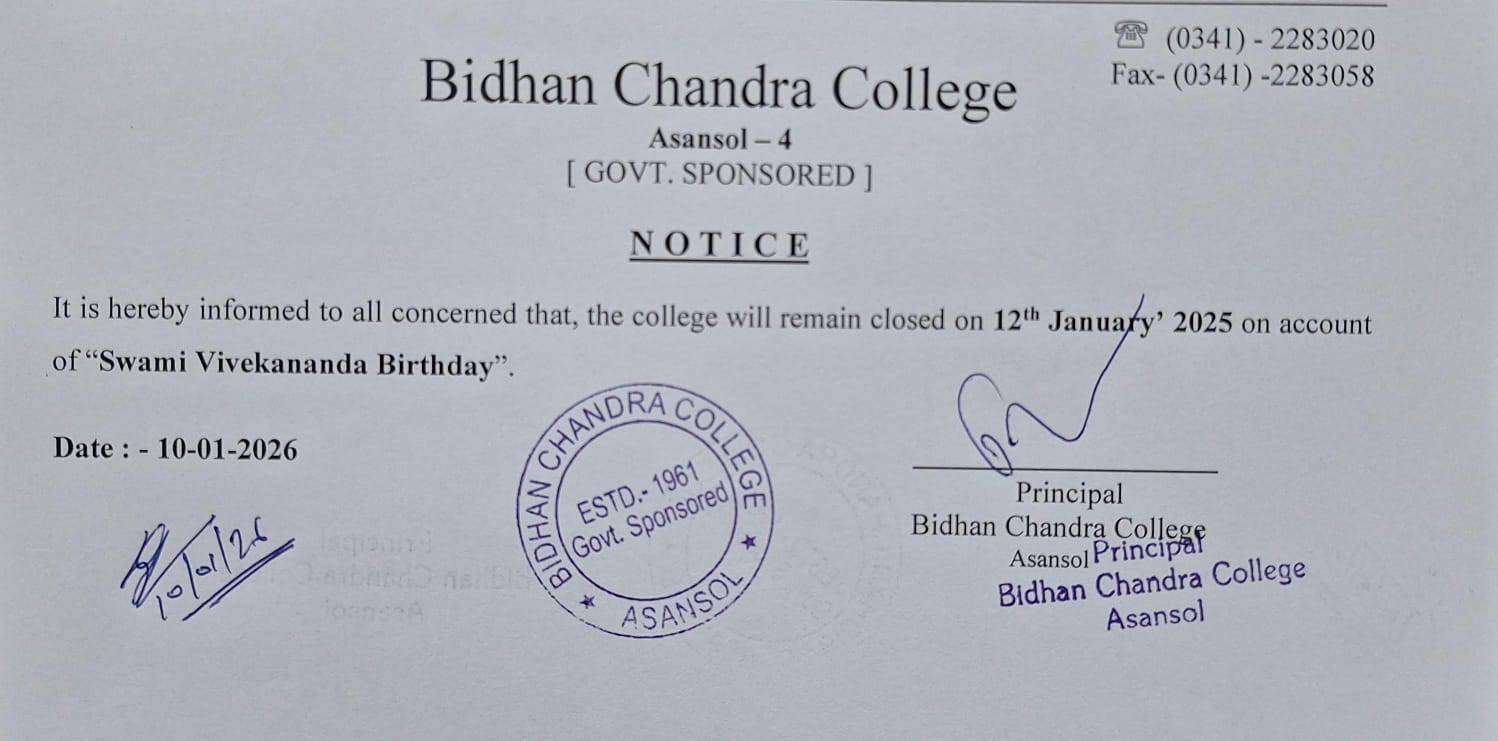 ☎ (0341) - 2283020
Fax- (0341) -2283058
Bidhan Chandra College
Asansol – 4
[ GOVT. SPONSORED ]
NOTICE
It is hereby informed to all concerned that, the college will remain closed on 12th January’ 2025 on account
of “Swami Vivekananda Birthday”.
Date : - 10-01-2026
10/01/26
BIDHAN CHANDRA COLLEGE
ESTD.- 1961
Govt. Sponsored
★ ASANSOL ★
Principal
Bidhan Chandra College
Asansol
Principal
Bidhan Chandra College
Asansol